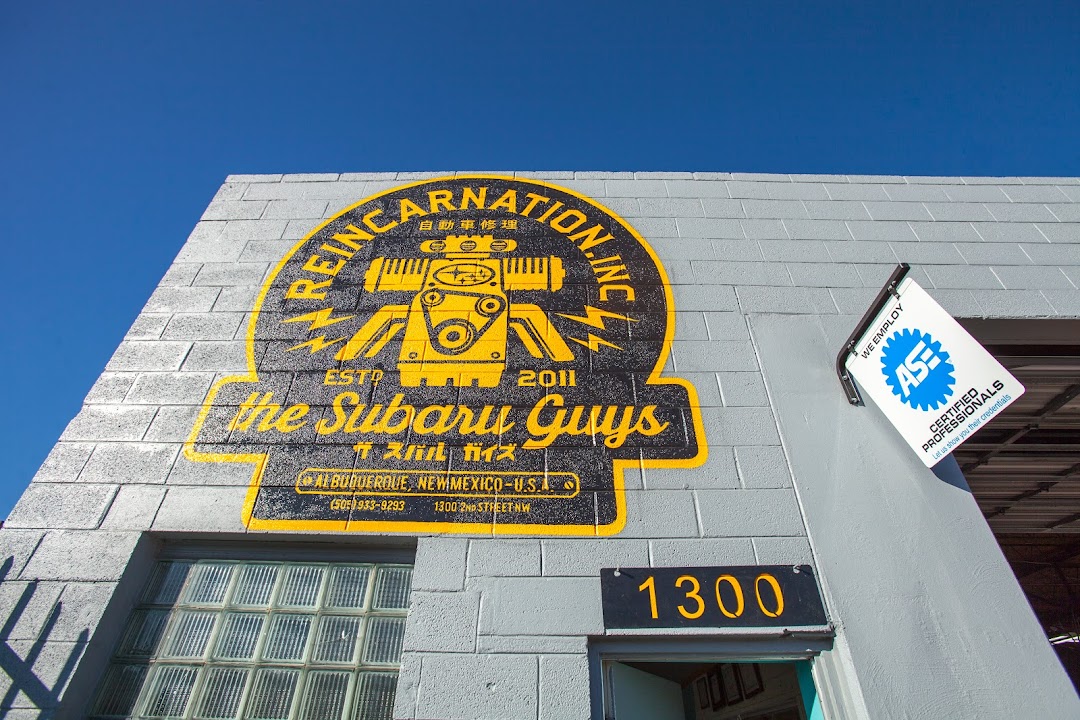 REINCARNATION, INC
自動車修理
ESTD 2011
the Subaru Guys
ザ スバル ガイズ
ALBUQUERQUE, NEW MEXICO - U.S.A.
(505) 933-9293 1300 2ND STREET NW
WE EMPLOY
ASE
CERTIFIED
PROFESSIONALS
Let us show you their credentials
1300